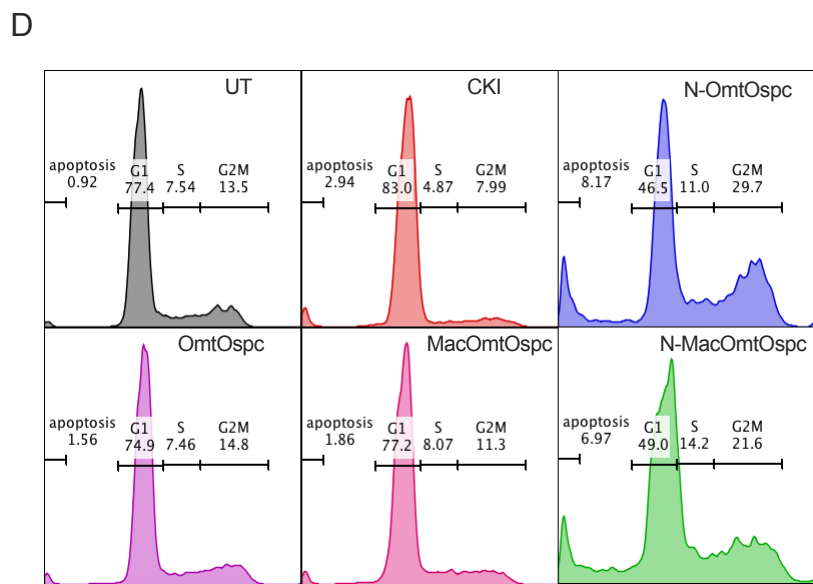 D
UT
apoptosis G1 S G2M
0.92 77.4 7.54 13.5
CKI
apoptosis G1 S G2M
2.94 83.0 4.87 7.99
N-OmtOspc
apoptosis G1 S G2M
8.17 46.5 11.0 29.7
OmtOspc
apoptosis G1 S G2M
1.56 74.9 7.46 14.8
MacOmtOspc
apoptosis G1 S G2M
1.86 77.2 8.07 11.3
N-MacOmtOspc
apoptosis G1 S G2M
6.97 49.0 14.2 21.6